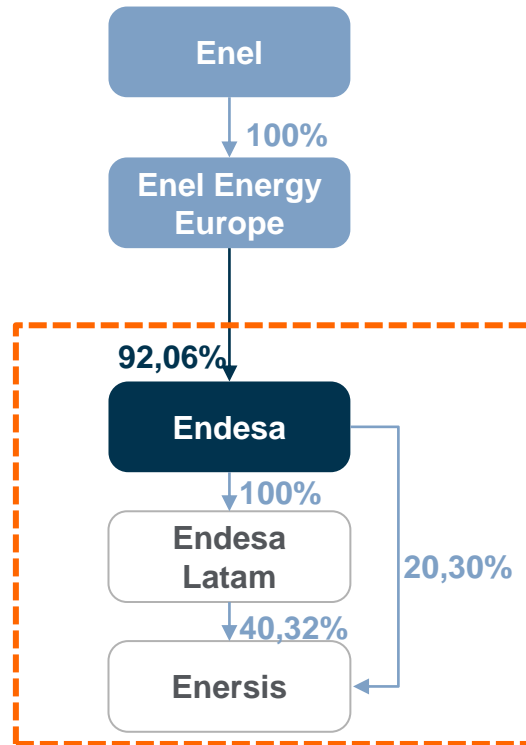 Enel
100%
Enel Energy
Europe
92,06%
Endesa
100%
Endesa
Latam
20,30%
40,32%
Enersis